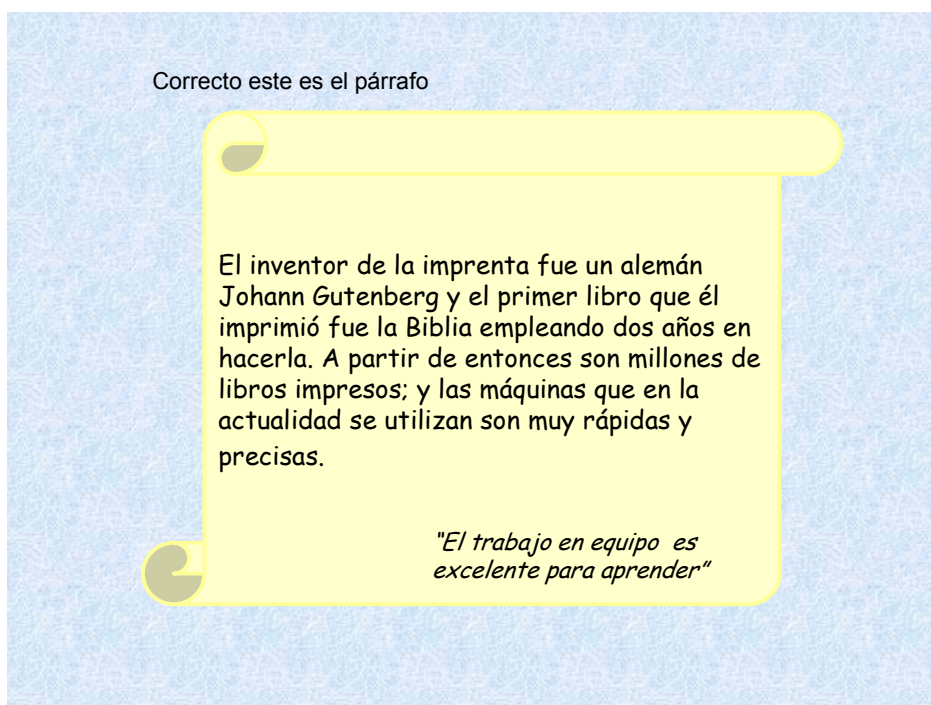 Correcto este es el párrafo
El inventor de la imprenta fue un alemán
Johann Gutenberg y el primer libro que él
imprimió fue la Biblia empleando dos años en
hacerla. A partir de entonces son millones de
libros impresos; y las máquinas que en la
actualidad se utilizan son muy rápidas y
precisas.
“El trabajo en equipo  es
excelente para aprender”